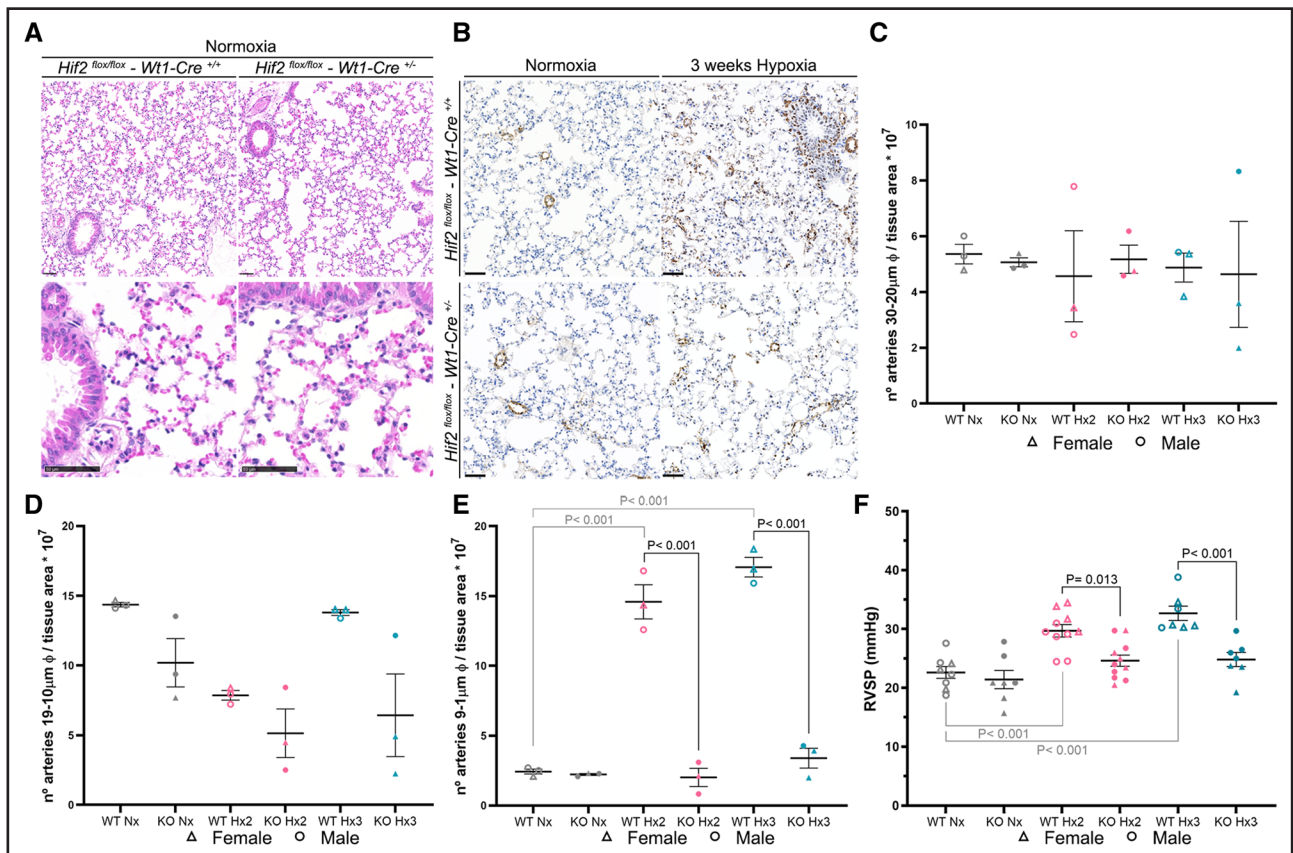 A
Normoxia
Hif2 flox/flox - Wt1-Cre +/+
Hif2 flox/flox - Wt1-Cre +/-
B
Normoxia
3 weeks Hypoxia
Hif2 flox/flox - Wt1-Cre +/+
Hif2 flox/flox - Wt1-Cre +/-
C
nº arteries 30-20μm ϕ / tissue area * 10⁷
10
8
6
4
2
0
WT Nx KO Nx WT Hx2 KO Hx2 WT Hx3 KO Hx3
△ Female ○ Male
D
nº arteries 19-10μm ϕ / tissue area * 10⁷
20
15
10
5
0
WT Nx KO Nx WT Hx2 KO Hx2 WT Hx3 KO Hx3
△ Female ○ Male
E
nº arteries 9-1μm ϕ / tissue area * 10⁷
20
15
10
5
0
P< 0.001
P< 0.001
P< 0.001
P< 0.001
WT Nx KO Nx WT Hx2 KO Hx2 WT Hx3 KO Hx3
△ Female ○ Male
F
RVSP (mmHg)
50
40
30
20
10
0
P< 0.001
P= 0.013
P< 0.001
P< 0.001
WT Nx KO Nx WT Hx2 KO Hx2 WT Hx3 KO Hx3
△ Female ○ Male